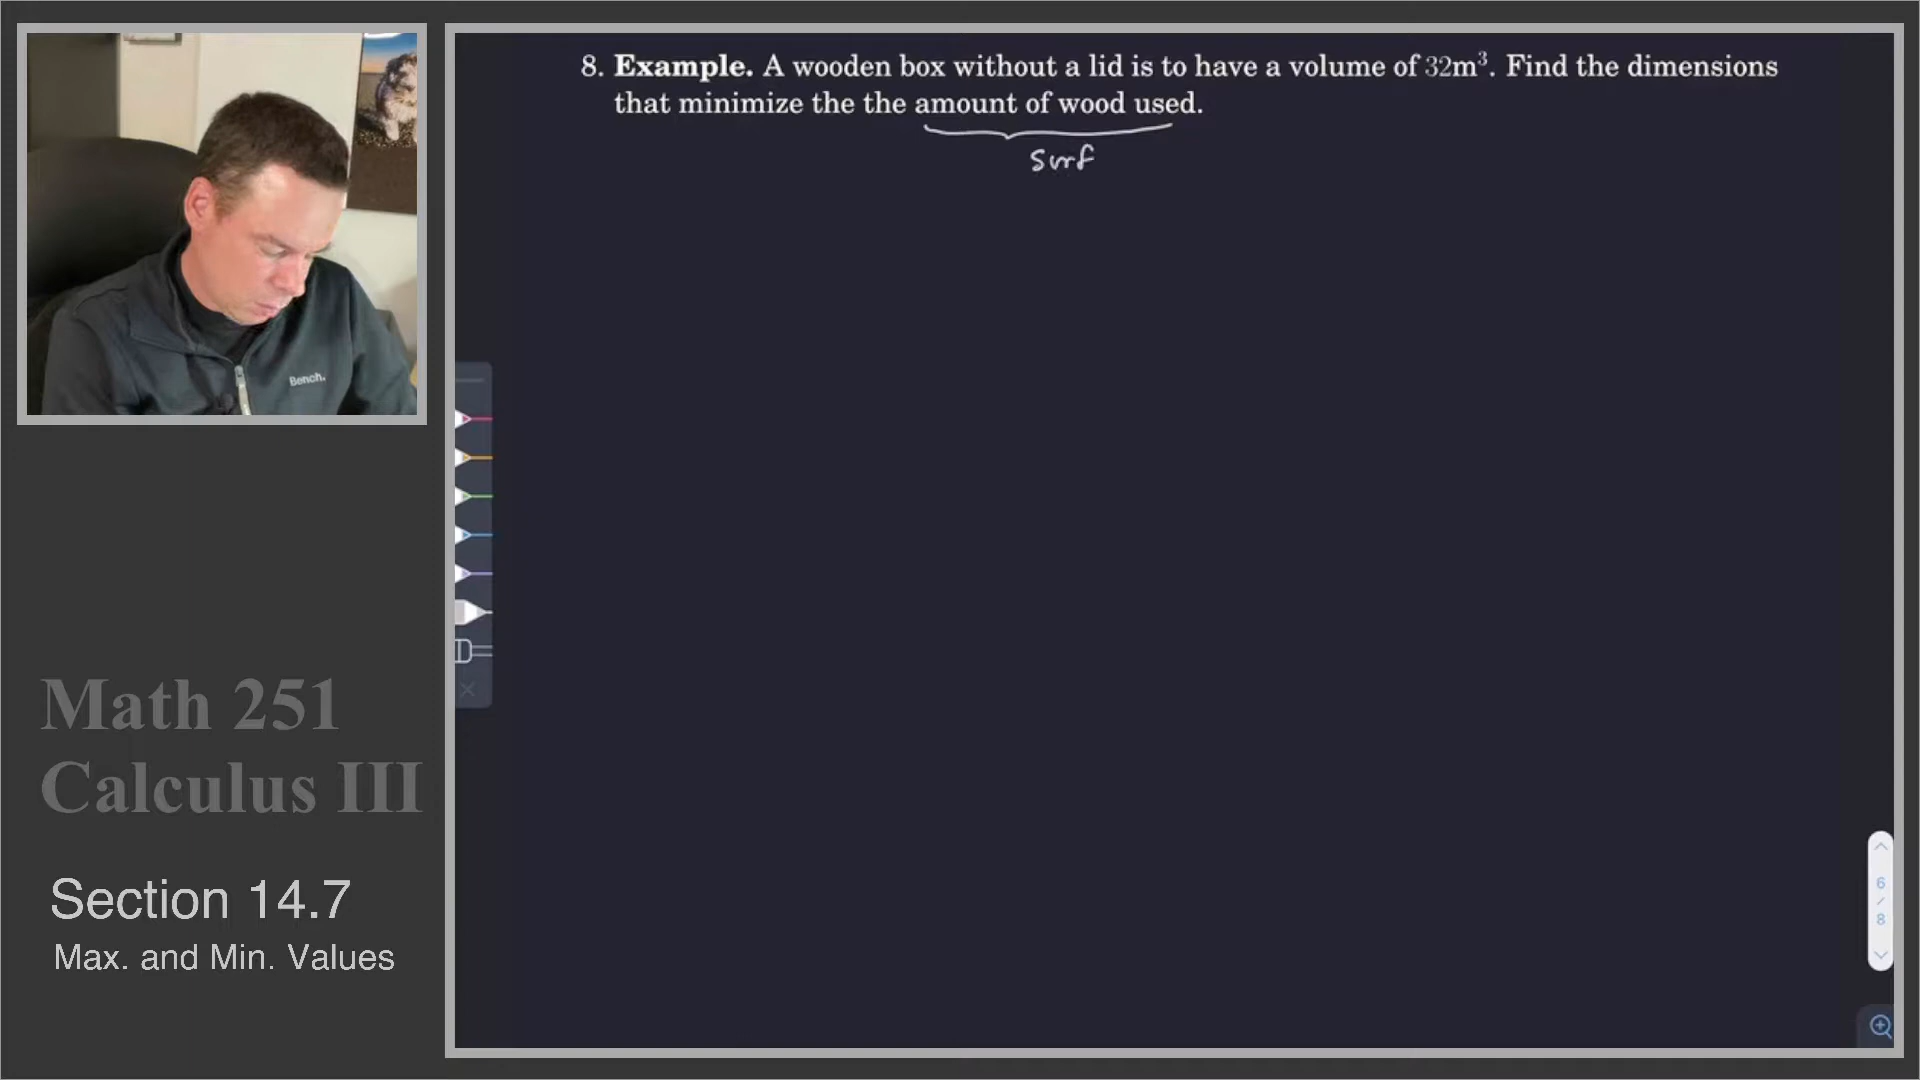 8. Example. A wooden box without a lid is to have a volume of 32m³. Find the dimensions
that minimize the the amount of wood used.
surf
Bench.
Math 251
Calculus III
Section 14.7
Max. and Min. Values
6
/
8